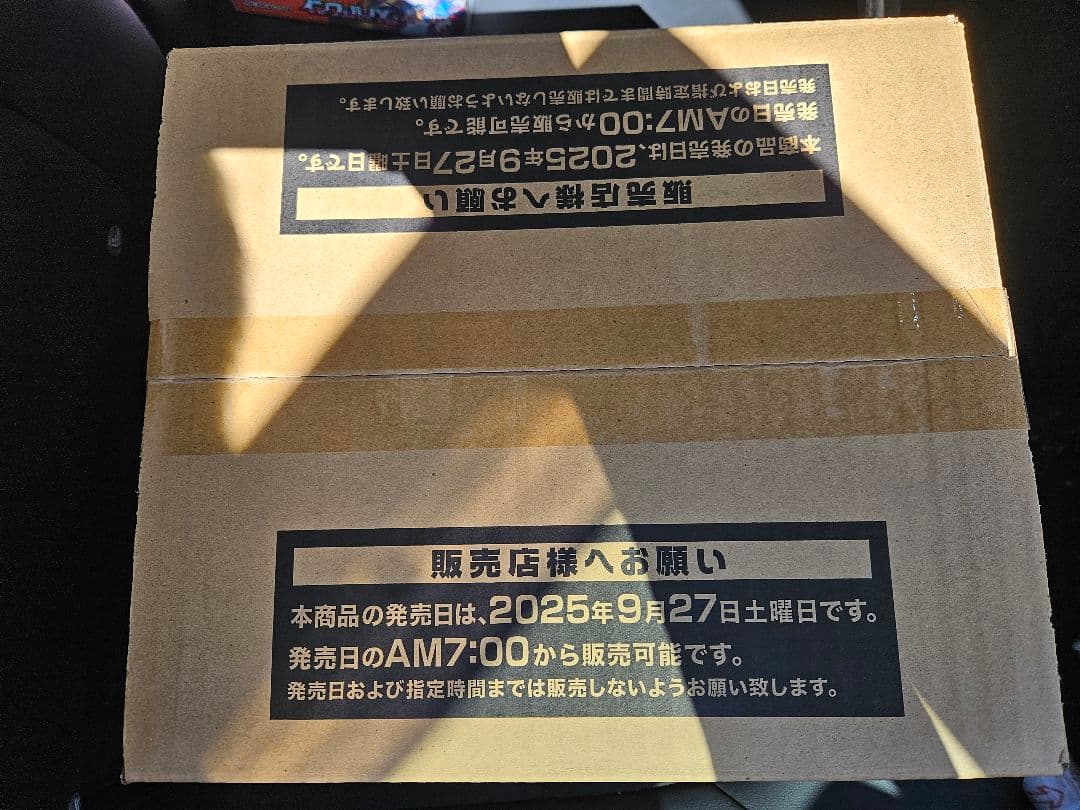 販売店様へお願い
本商品の発売日は、2025年9月27日土曜日です。
発売日のAM7:00から販売可能です。
発売日および指定時間までは販売しないようお願い致します。
販売店様へお願い
本商品の発売日は、2025年9月27日土曜日です。
発売日のAM7:00から販売可能です。
発売日および指定時間までは販売しないようお願い致します。